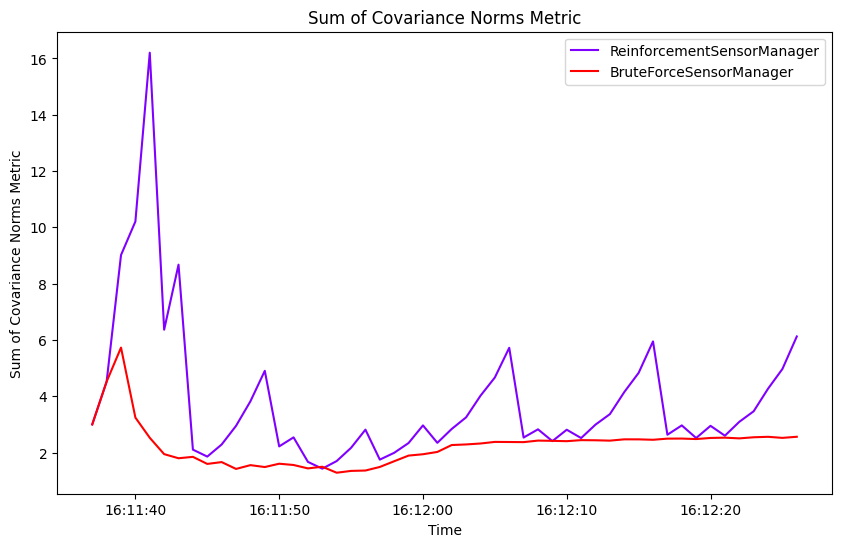 Sum of Covariance Norms Metric
ReinforcementSensorManager
BruteForceSensorManager
Sum of Covariance Norms Metric
16
14
12
10
8
6
4
2
16:11:40 16:11:50 16:12:00 16:12:10 16:12:20
Time